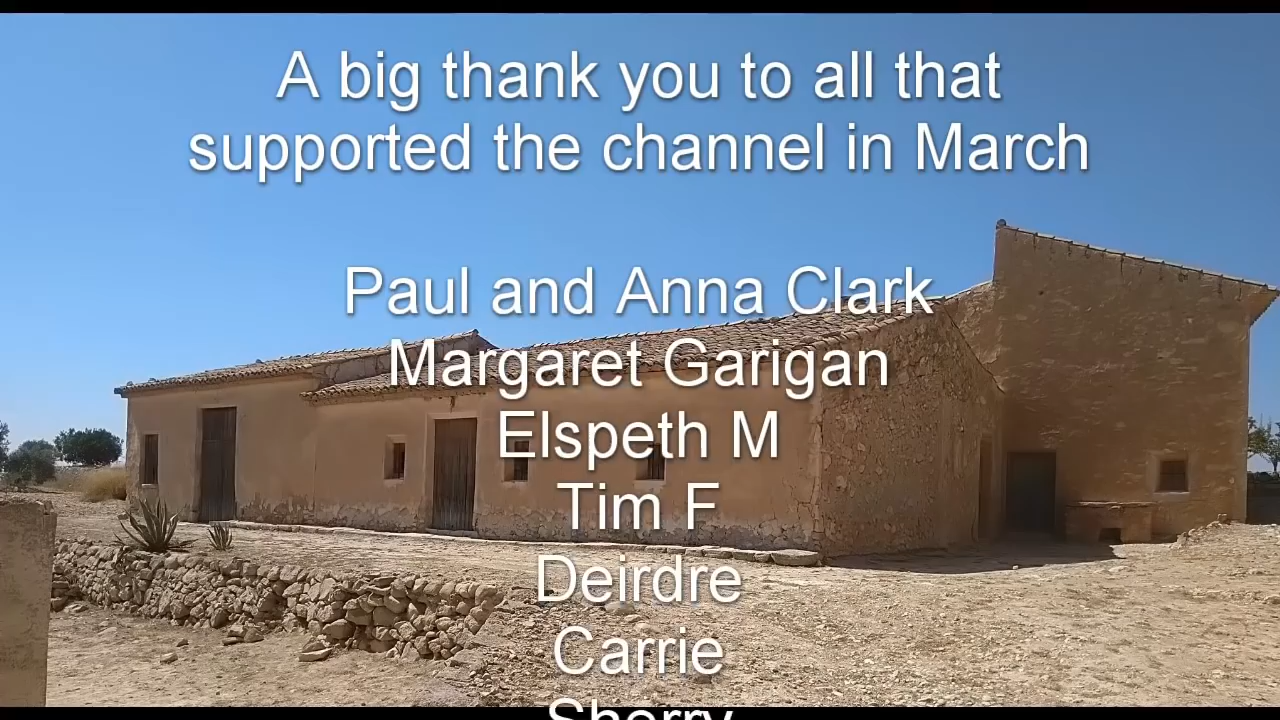 A big thank you to all that
supported the channel in March
Paul and Anna Clark
Margaret Garigan
Elspeth M
Tim F
Deirdre
Carrie
Sherry